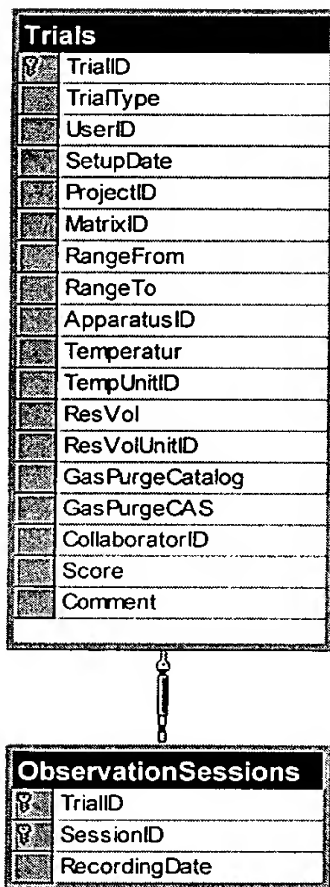 Trials
TrialID
TrialType
UserID
SetupDate
ProjectID
MatrixID
RangeFrom
RangeTo
ApparatusID
Temperatur
TempUnitID
ResVol
ResVolUnitID
GasPurgeCatalog
GasPurgeCAS
CollaboratorID
Score
Comment
ObservationSessions
TrialID
SessionID
RecordingDate